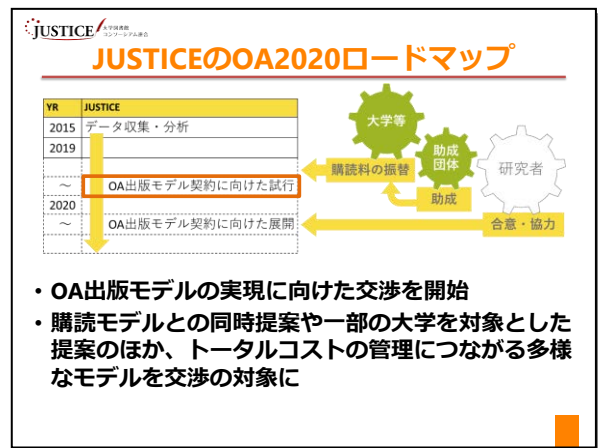 JUSTICE 大学図書館
コンソーシアム連合
JUSTICEのOA2020ロードマップ
YR JUSTICE
2015 データ収集・分析
2019
～ OA出版モデル契約に向けた試行
2020
～ OA出版モデル契約に向けた展開
大学等
助成
団体
研究者
購読料の振替
助成
合意・協力
• OA出版モデルの実現に向けた交渉を開始
• 購読モデルとの同時提案や一部の大学を対象とした
提案のほか、トータルコストの管理につながる多様
なモデルを交渉の対象に